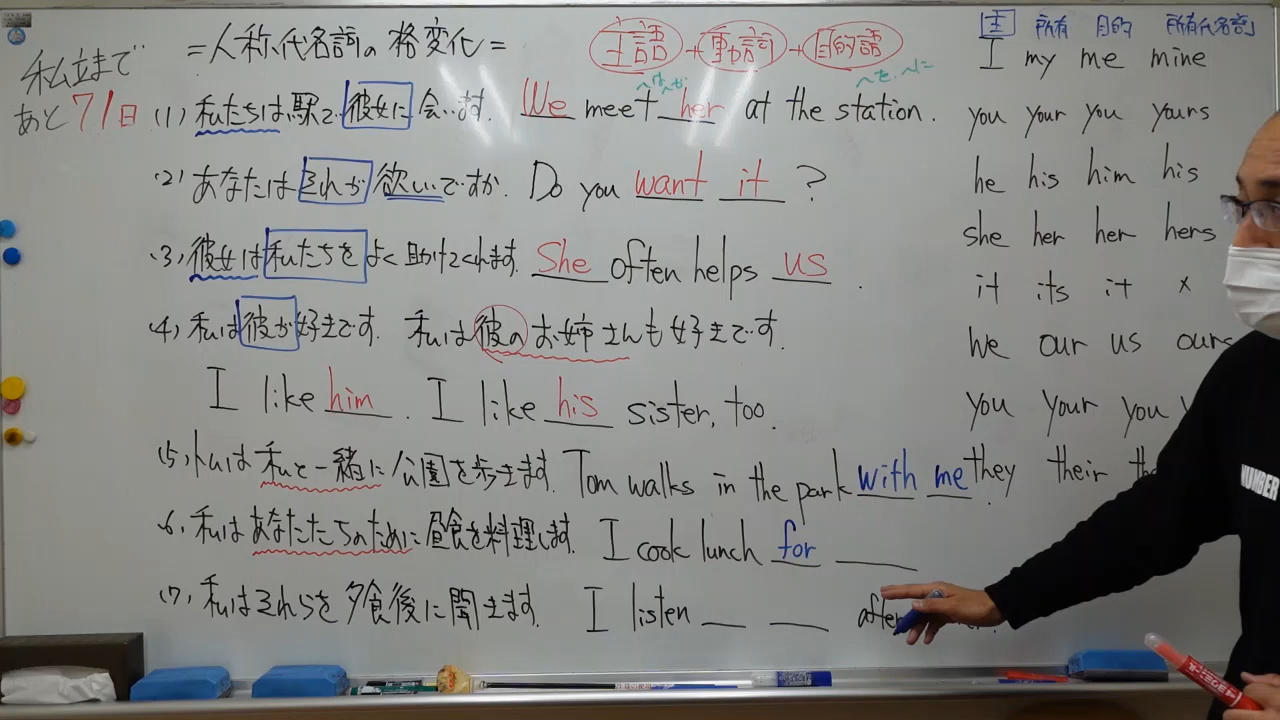 私立まで
あと71日
=人称代名詞の格変化=
主語+動詞+目的語
～は ～が
～を、～に
(1) 私たちは駅で彼女に会います. We meet her at the station.
(2) あなたはそれが欲しいですか. Do you want it ?
(3) 彼女は私たちをよく助けてくれます. She often helps us.
(4) 私は彼が好きです. 私は彼のお姉さんも好きです.
I like him. I like his sister, too.
(5) トムは私と一緒に公園を歩きます. Tom walks in the park with me.
(6) 私はあなたたちのために昼食を料理します. I cook lunch for
(7) 私はそれらを夕食後に聞きます. I listen after
主 所有 目的 所有代名詞
I my me mine
you your you yours
he his him his
she her her hers
it its it ×
we our us ours
you your you
they their
NUMBER